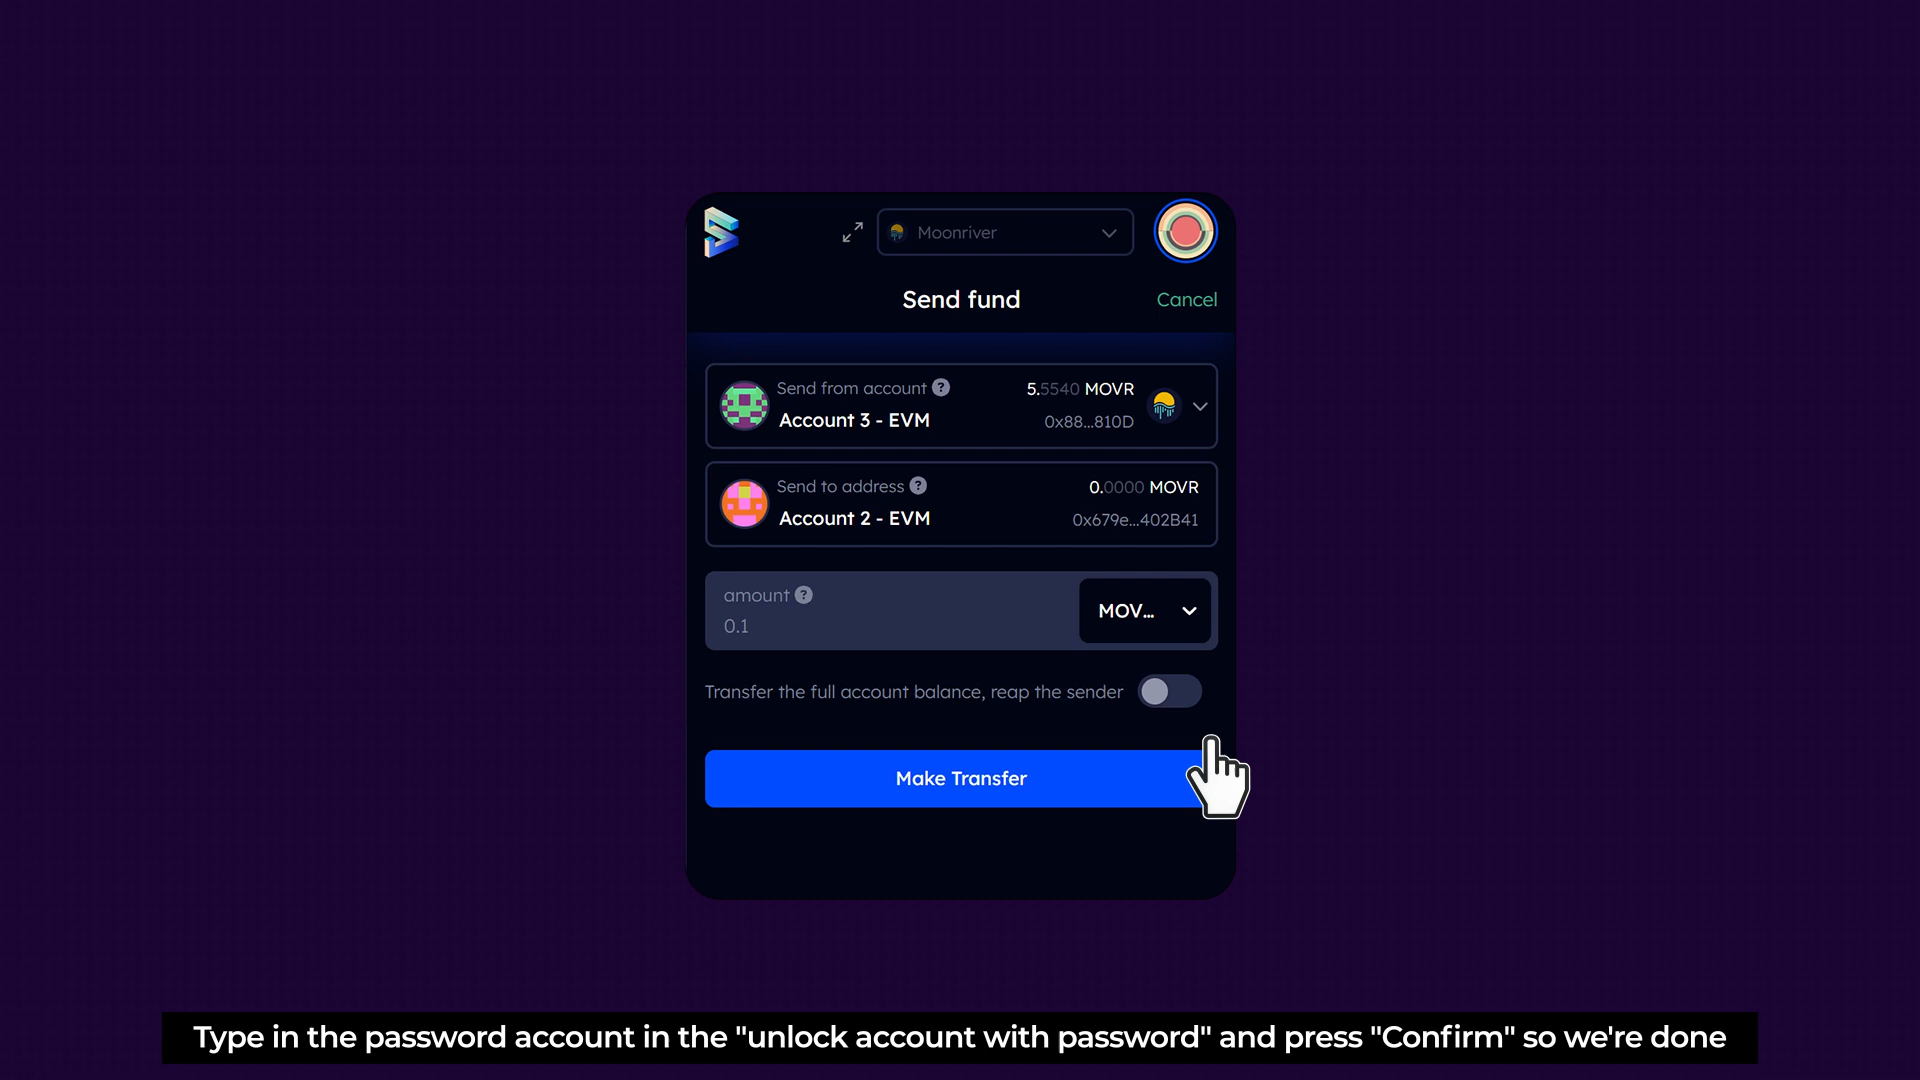 Moonriver
Send fund
Cancel
Send from account ?
5.5540 MOVR
Account 3 - EVM
0x88...810D
Send to address ?
0.0000 MOVR
Account 2 - EVM
0x679e...402B41
amount ?
0.1
MOV...
Transfer the full account balance, reap the sender
Make Transfer
Type in the password account in the "unlock account with password" and press "Confirm" so we're done